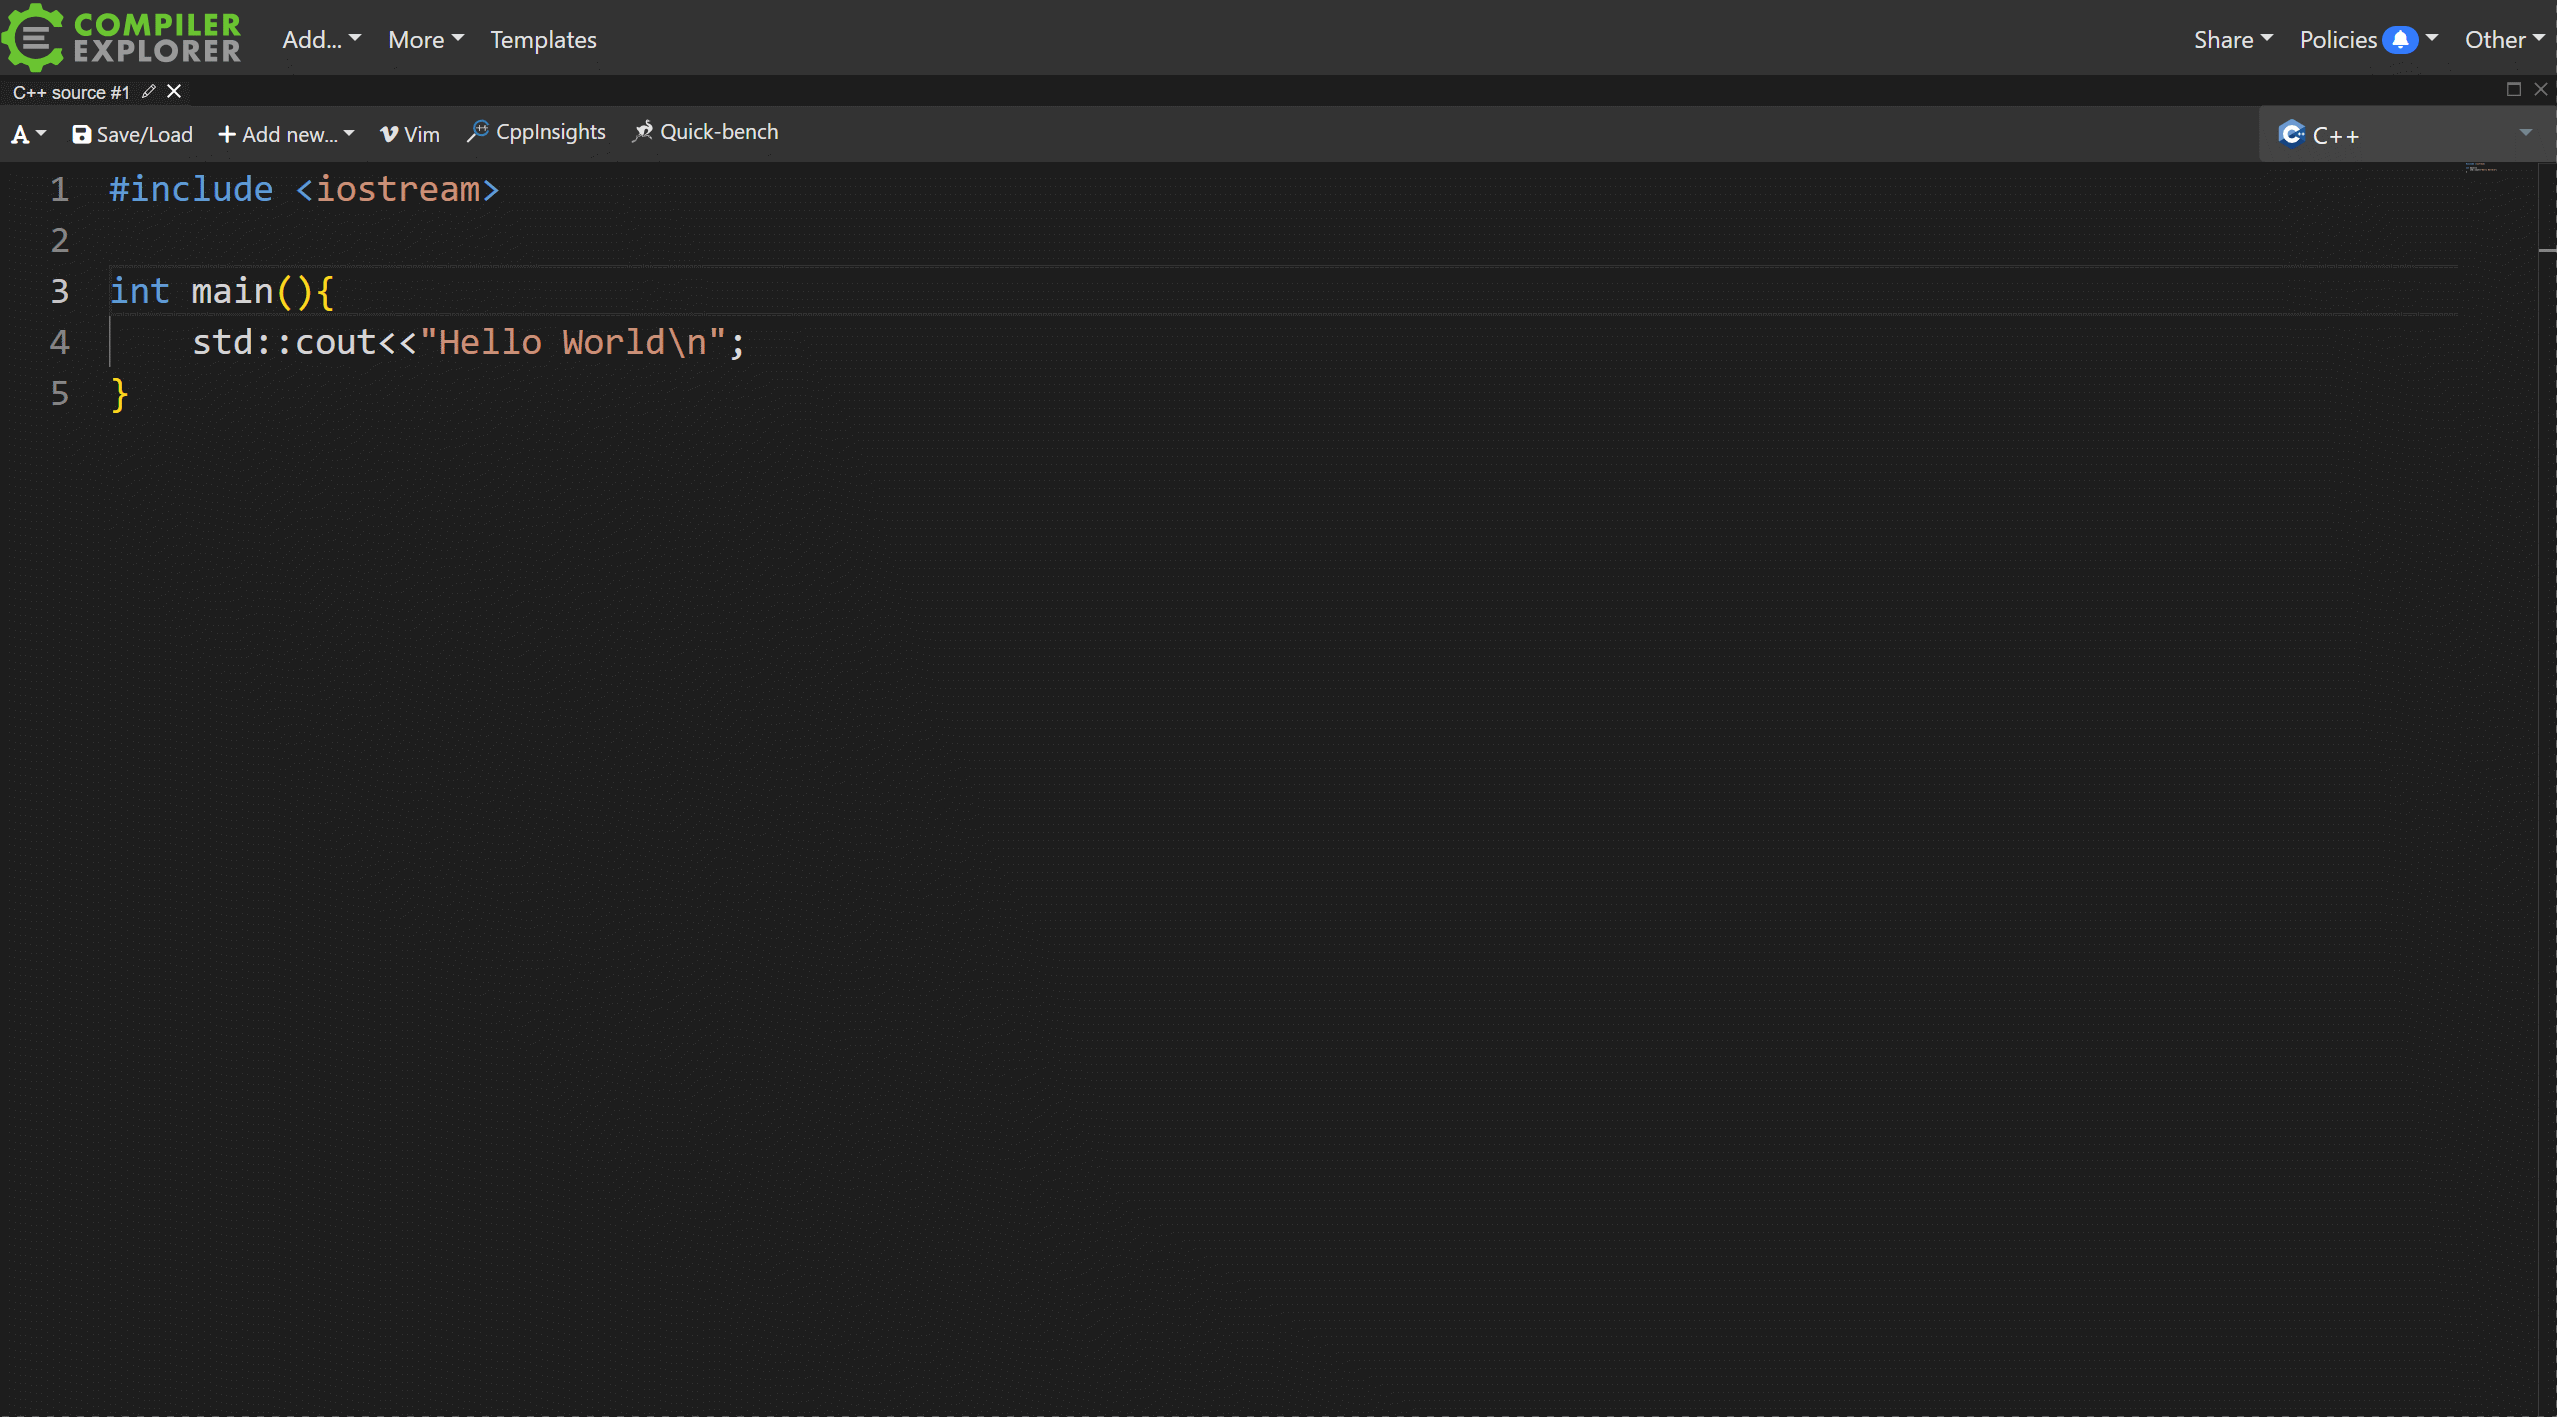 COMPILER
EXPLORER
Add... More Templates
Share Policies Other
C++ source #1
A Save/Load Add new... Vim CppInsights Quick-bench
C++
1 #include <iostream>
2
3 int main(){
4     std::cout<<"Hello World\n";
5 }